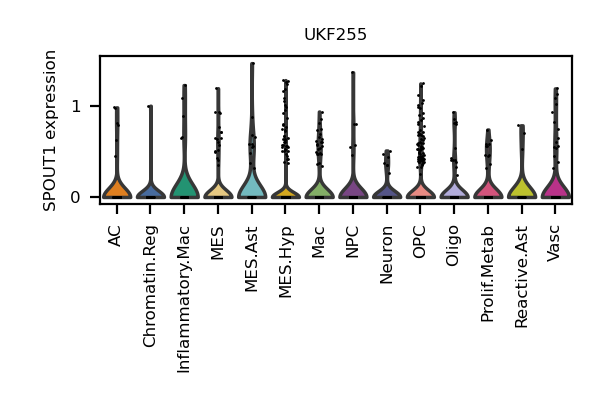 UKF255
SPOUT1 expression
1
0
AC
Chromatin.Reg
Inflammatory.Mac
MES
MES.Ast
MES.Hyp
Mac
NPC
Neuron
OPC
Oligo
Prolif.Metab
Reactive.Ast
Vasc